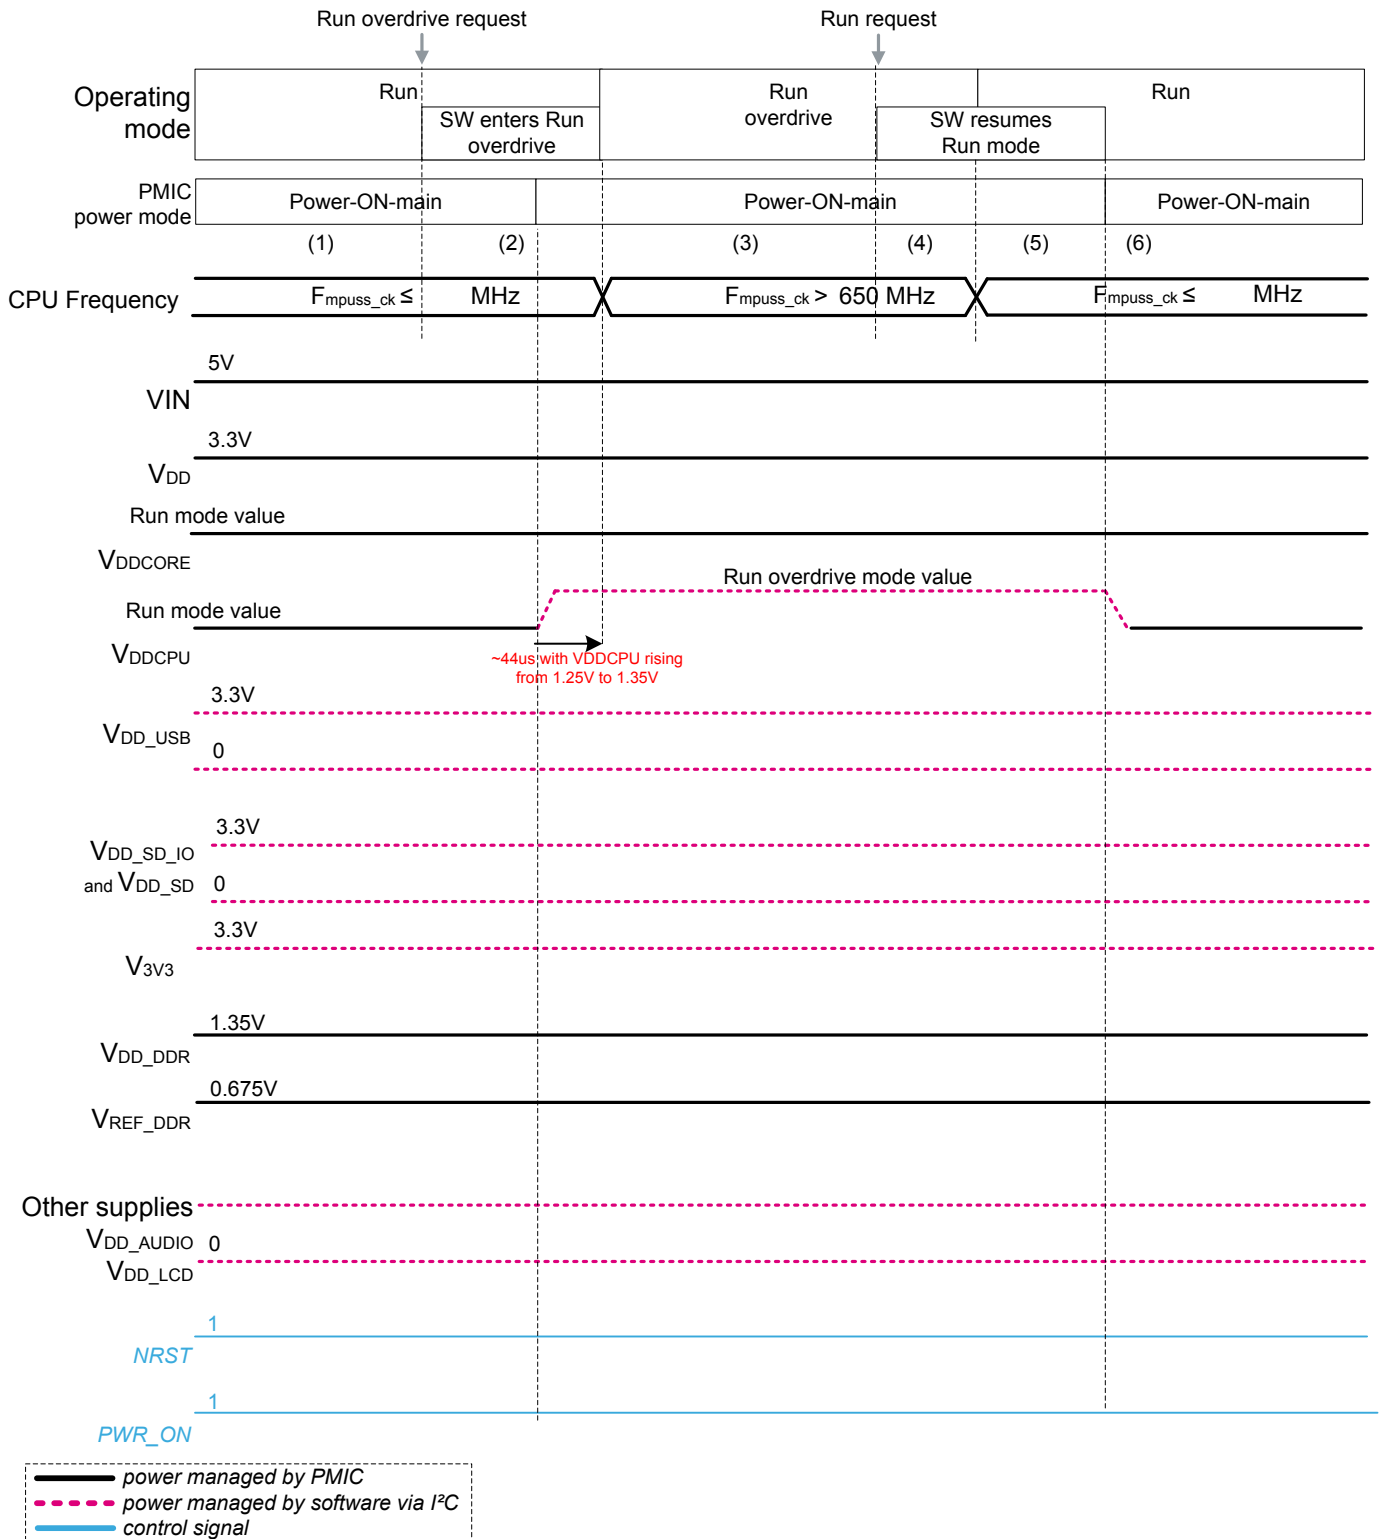 Run overdrive request
Run request
Operating
mode
Run
SW enters Run
overdrive
Run
overdrive
SW resumes
Run mode
Run
PMIC
power mode
Power-ON-main
Power-ON-main
Power-ON-main
(1)
(2)
(3)
(4)
(5)
(6)
CPU Frequency
Fmpuss_ck ≤ MHz
Fmpuss_ck > 650 MHz
Fmpuss_ck ≤ MHz
5V
VIN
3.3V
VDD
Run mode value
VDDCORE
Run overdrive mode value
Run mode value
VDDCPU
~44us with VDDCPU rising
from 1.25V to 1.35V
3.3V
VDD_USB
0
3.3V
VDD_SD_IO
and VDD_SD
0
3.3V
V3V3
1.35V
VDD_DDR
0.675V
VREF_DDR
Other supplies
VDD_AUDIO
0
VDD_LCD
1
NRST
1
PWR_ON
power managed by PMIC
power managed by software via I²C
control signal